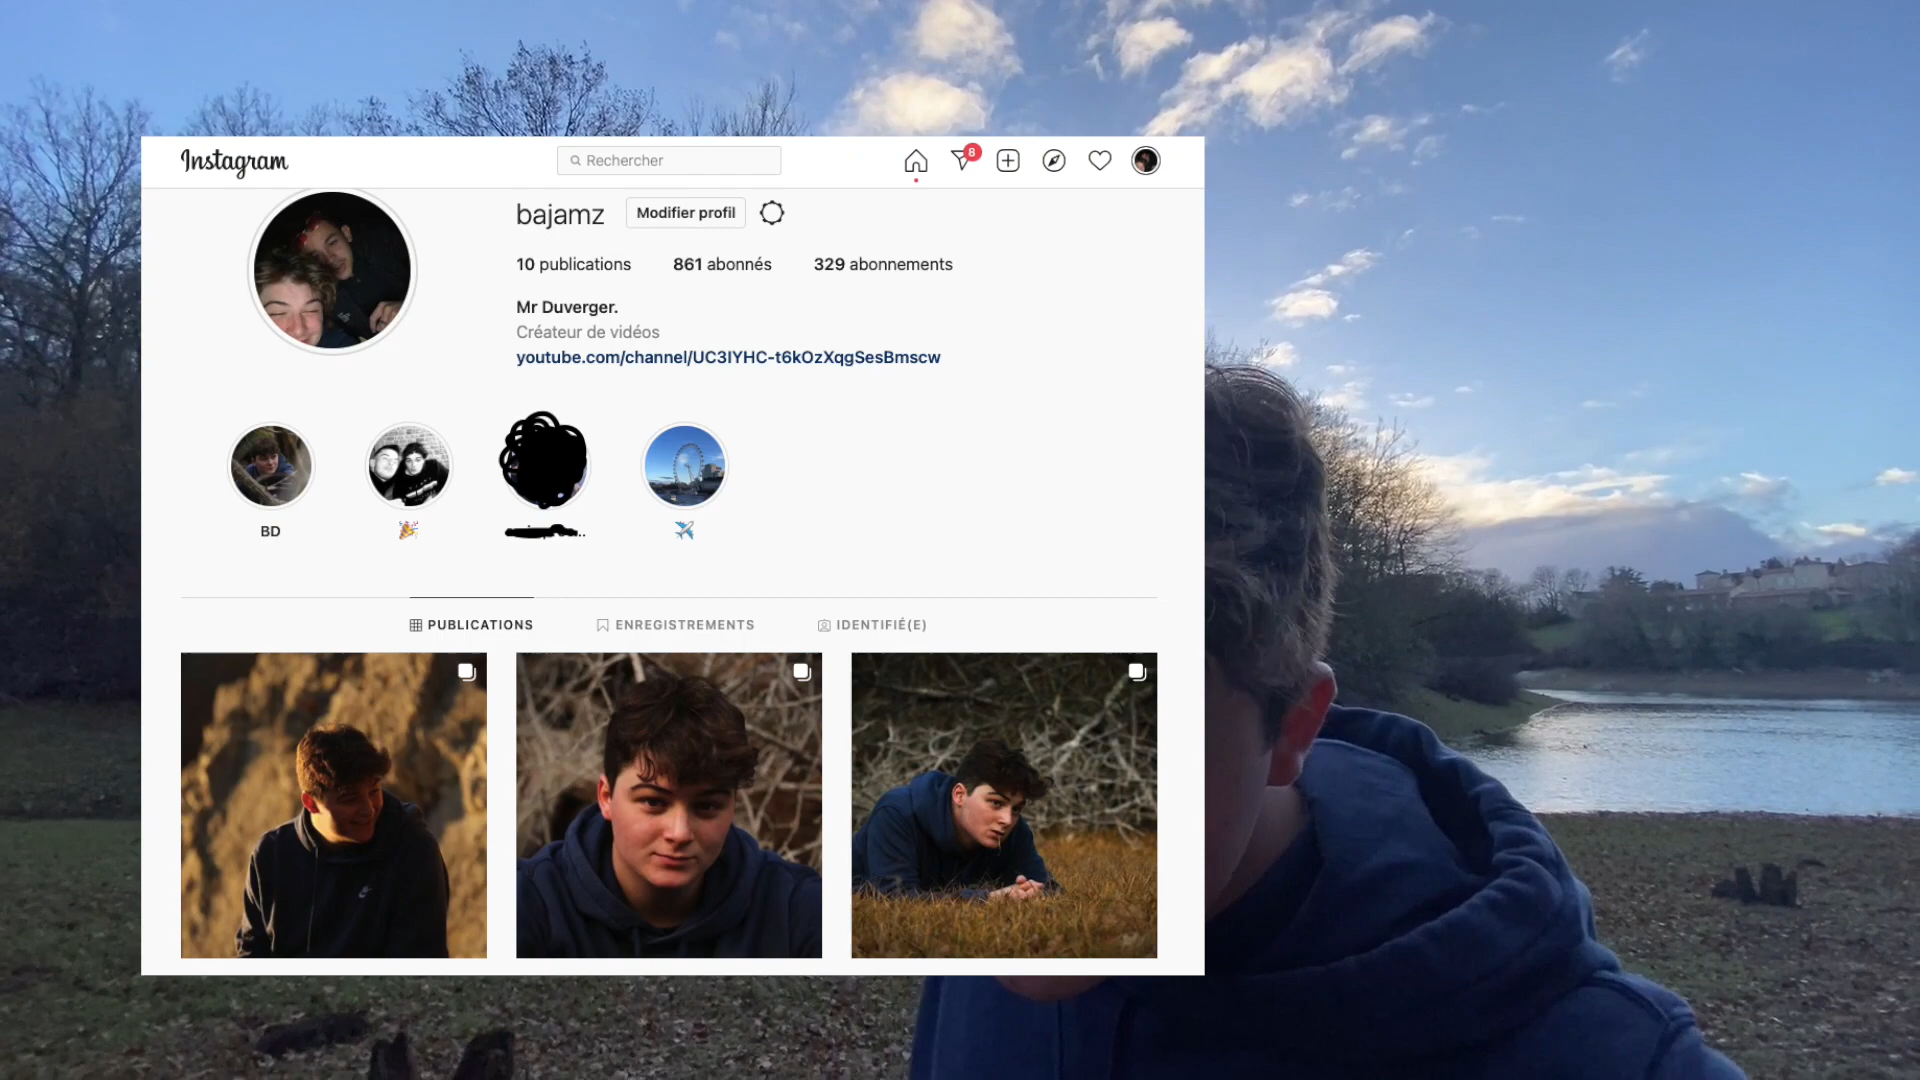 Instagram
Rechercher
8
bajamz
Modifier profil
10 publications 861 abonnés 329 abonnements
Mr Duverger.
Créateur de vidéos
youtube.com/channel/UC3IYHC-t6kOzXqgSesBmscw
BD
PUBLICATIONS ENREGISTREMENTS IDENTIFIÉ(E)